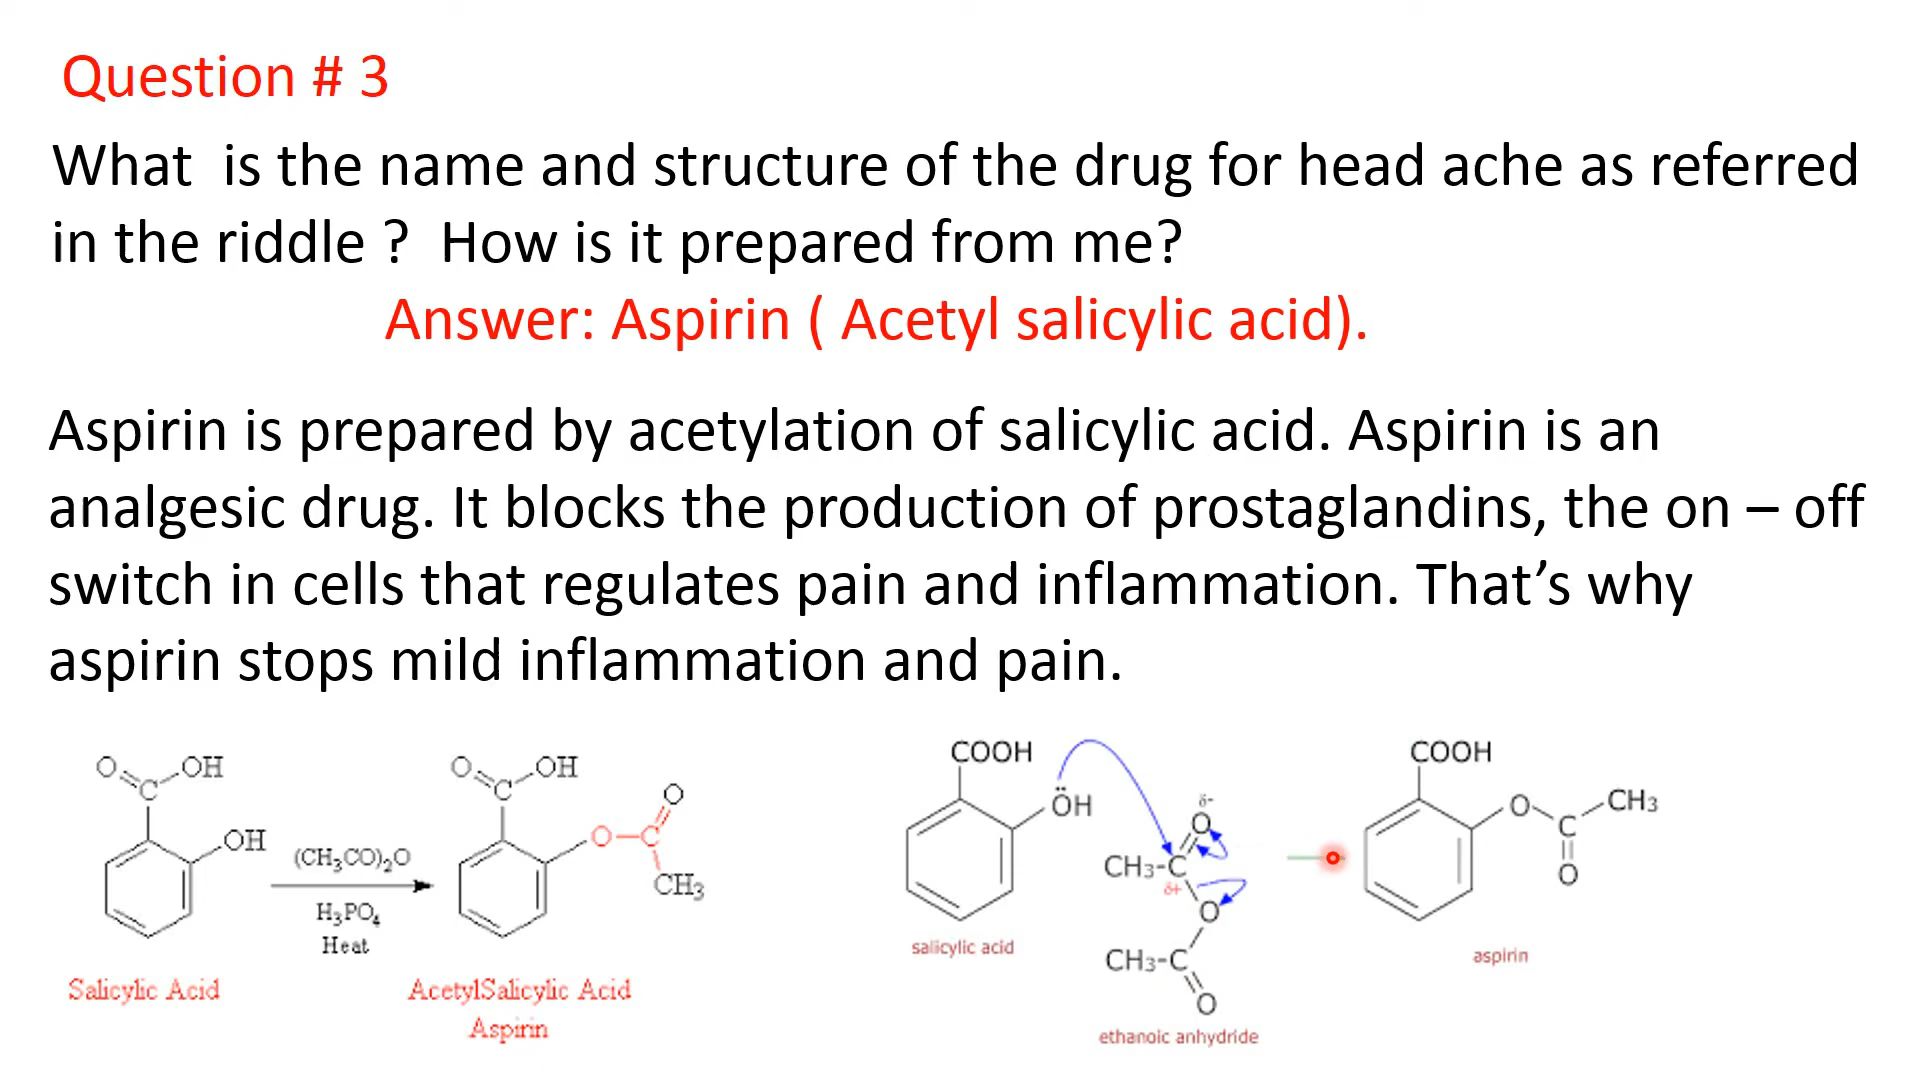 Question # 3
What is the name and structure of the drug for head ache as referred
in the riddle ? How is it prepared from me?
Answer: Aspirin ( Acetyl salicylic acid).
Aspirin is prepared by acetylation of salicylic acid. Aspirin is an
analgesic drug. It blocks the production of prostaglandins, the on – off
switch in cells that regulates pain and inflammation. That’s why
aspirin stops mild inflammation and pain.
O
C
OH
OH
Salicylic Acid
(CH₃CO)₂O
H₃PO₄
Heat
O
C
OH
O
C
O
CH₃
AcetylSalicylic Acid
Aspirin
COOH
ÖH
salicylic acid
δ-
O
CH₃-C
δ+
O
CH₃-C
O
ethanoic anhydride
COOH
O
C
CH₃
O
aspirin